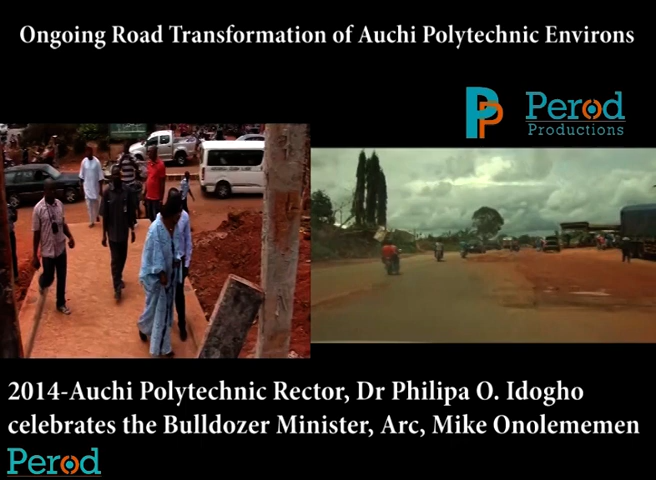 Ongoing Road Transformation of Auchi Polytechnic Environs
PP Perod
Productions
2014-Auchi Polytechnic Rector, Dr Philipa O. Idogho
celebrates the Bulldozer Minister, Arc, Mike Onolememen
Perod